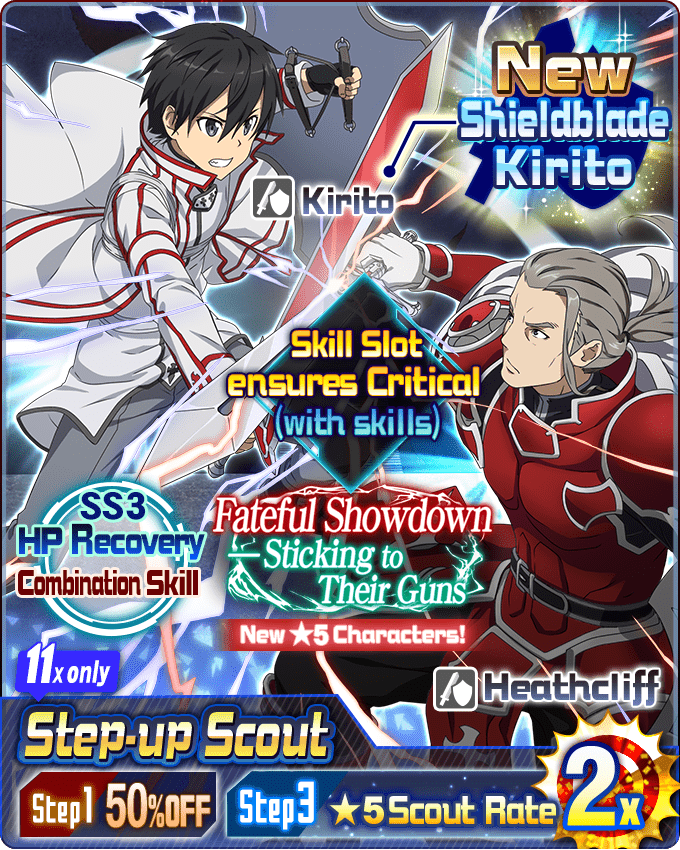 New
Shieldblade
Kirito
Kirito
Skill Slot
ensures Critical
(with skills)
SS3
HP Recovery
Combination Skill
Fateful Showdown
—Sticking to
Their Guns—
New ★5 Characters!
Heathcliff
11x only
Step-up Scout
Step1 50%OFF
Step3 ★5 Scout Rate 2x